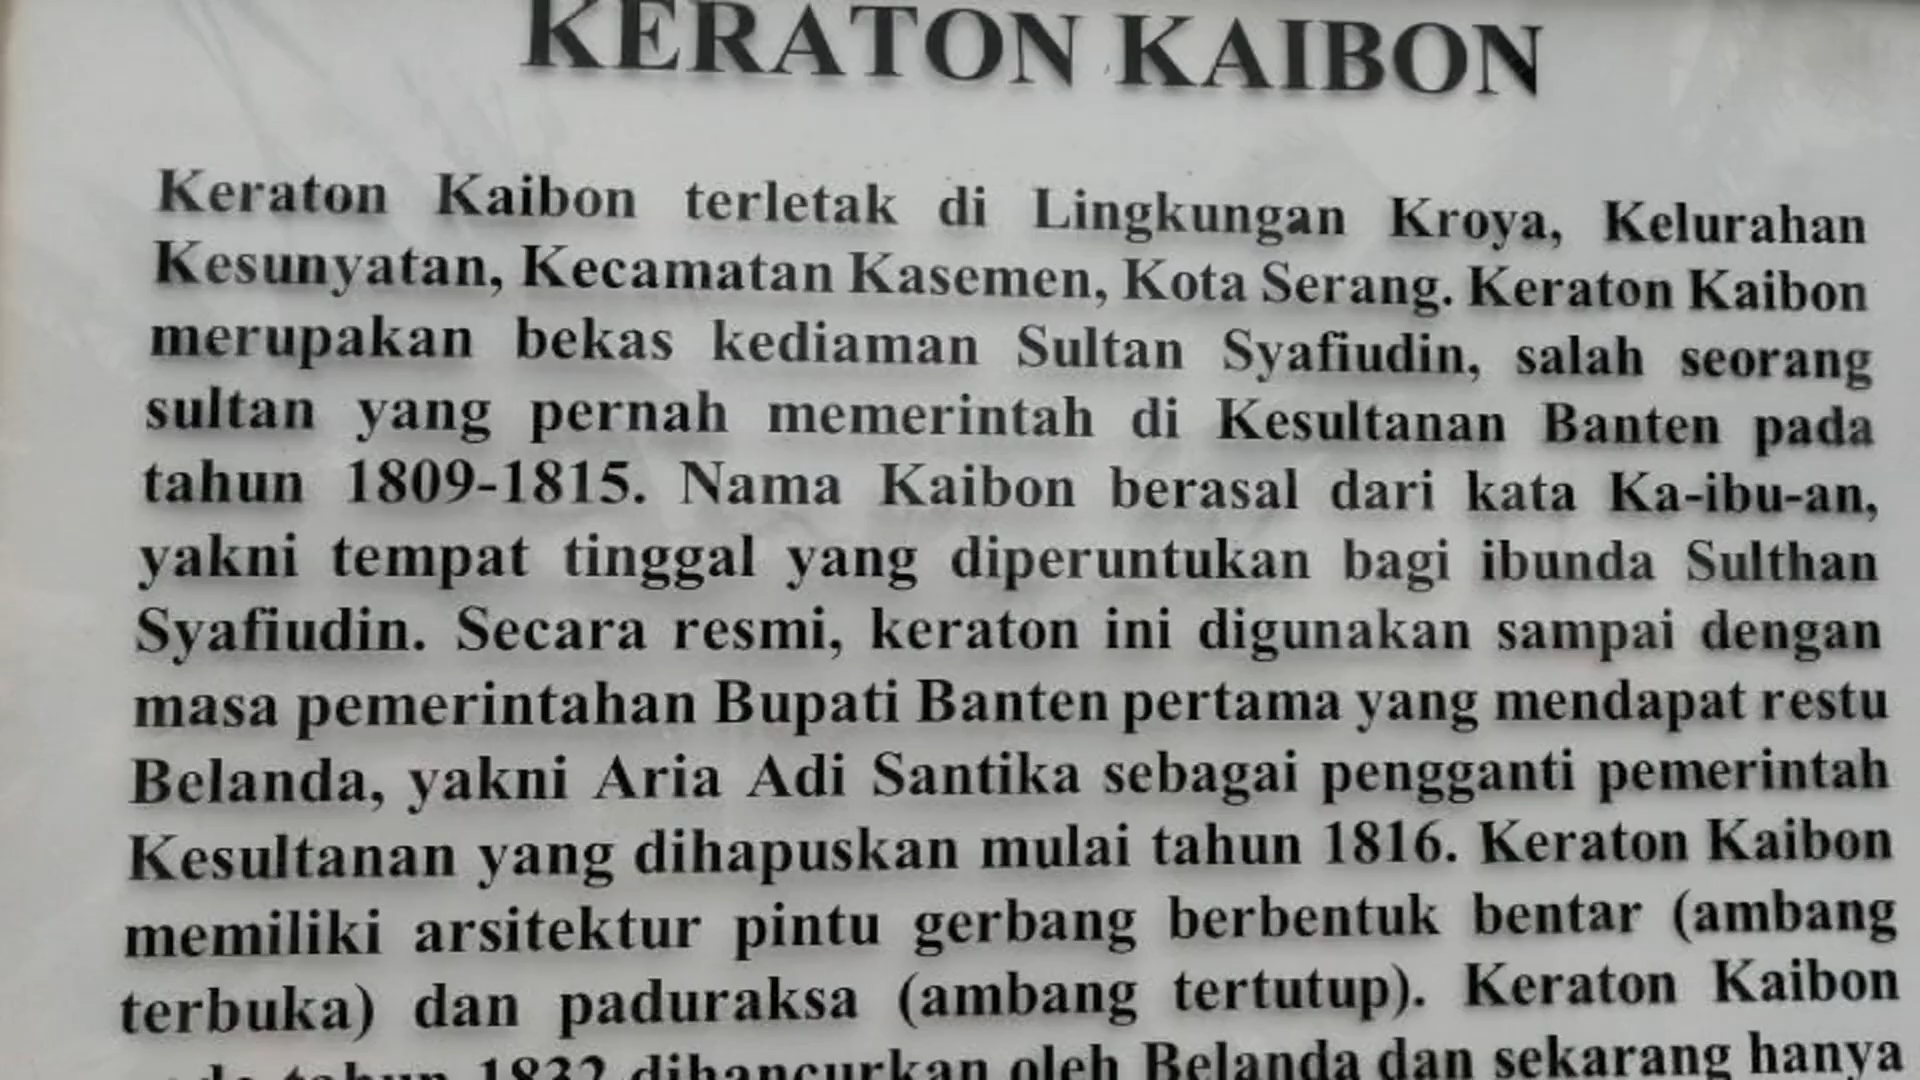 KERATON KAIBON
Keraton Kaibon terletak di Lingkungan Kroya, Kelurahan
Kesunyatan, Kecamatan Kasemen, Kota Serang. Keraton Kaibon
merupakan bekas kediaman Sultan Syafiudin, salah seorang
sultan yang pernah memerintah di Kesultanan Banten pada
tahun 1809-1815. Nama Kaibon berasal dari kata Ka-ibu-an,
yakni tempat tinggal yang diperuntukan bagi ibunda Sulthan
Syafiudin. Secara resmi, keraton ini digunakan sampai dengan
masa pemerintahan Bupati Banten pertama yang mendapat restu
Belanda, yakni Aria Adi Santika sebagai pengganti pemerintah
Kesultanan yang dihapuskan mulai tahun 1816. Keraton Kaibon
memiliki arsitektur pintu gerbang berbentuk bentar (ambang
terbuka) dan paduraksa (ambang tertutup). Keraton Kaibon
tahun 1832 dihancurkan oleh Belanda dan sekarang hanya